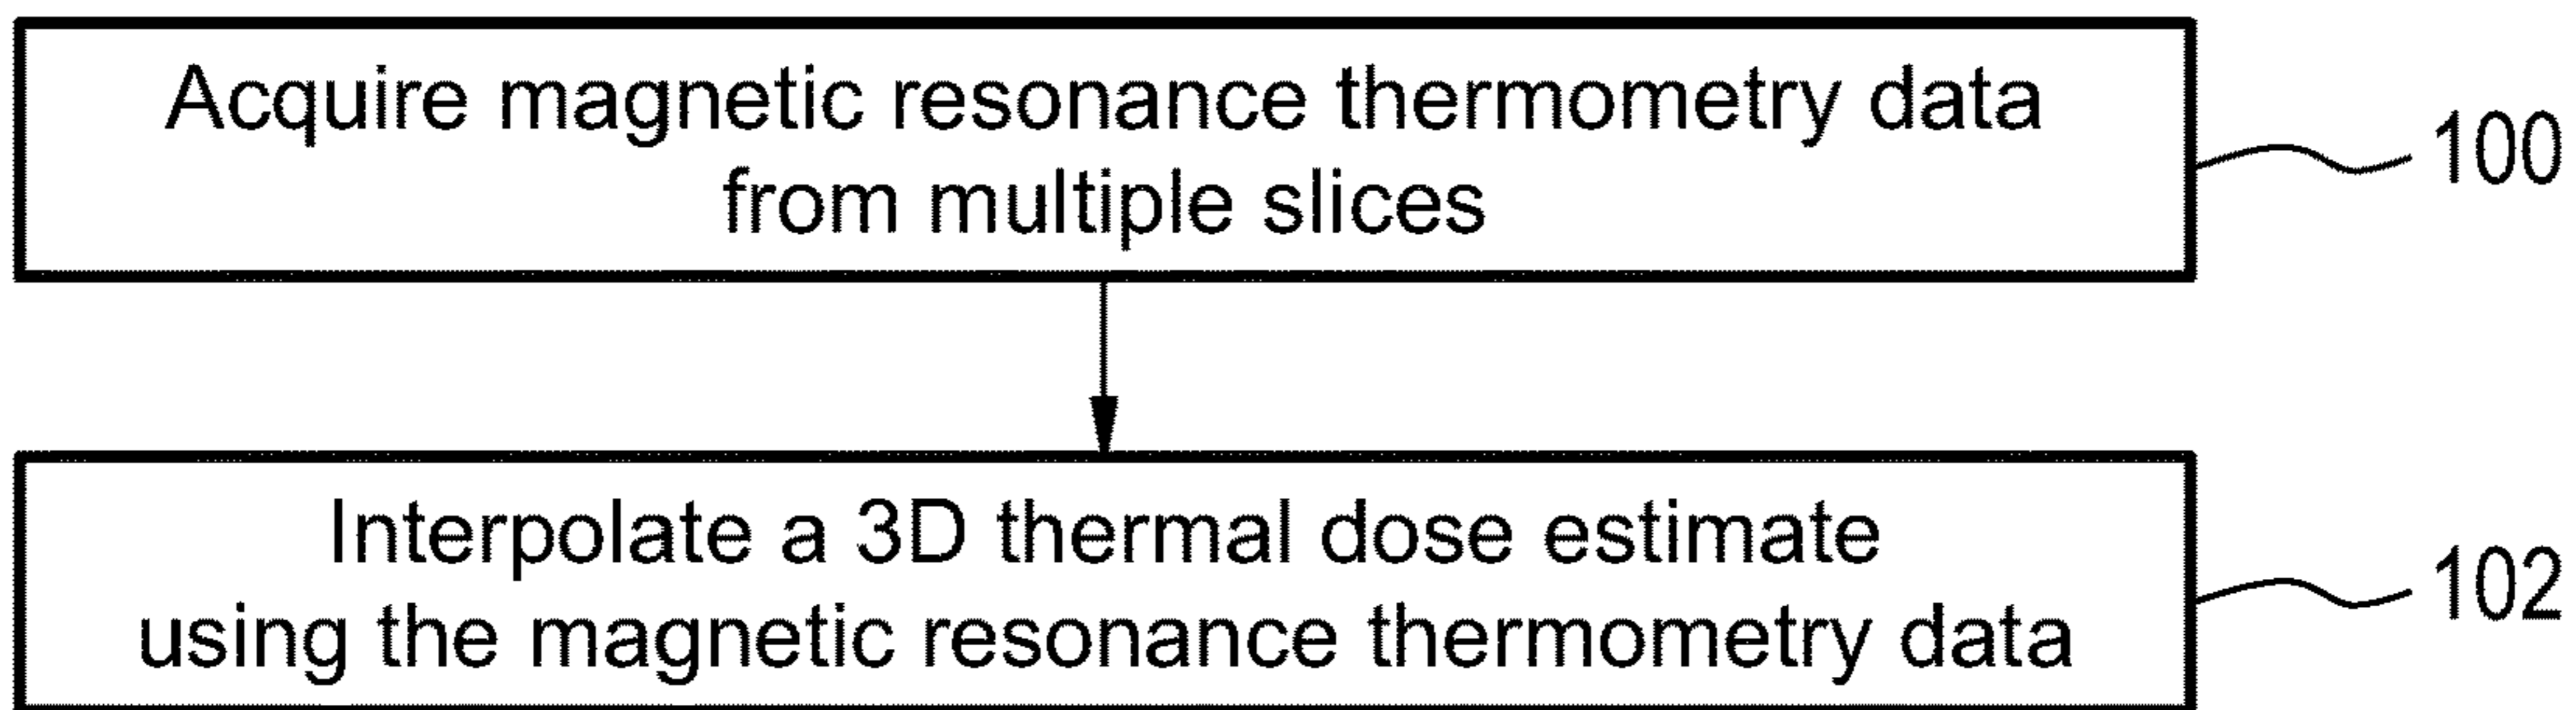 Acquire magnetic resonance thermometry data
from multiple slices
100
Interpolate a 3D thermal dose estimate
using the magnetic resonance thermometry data
102